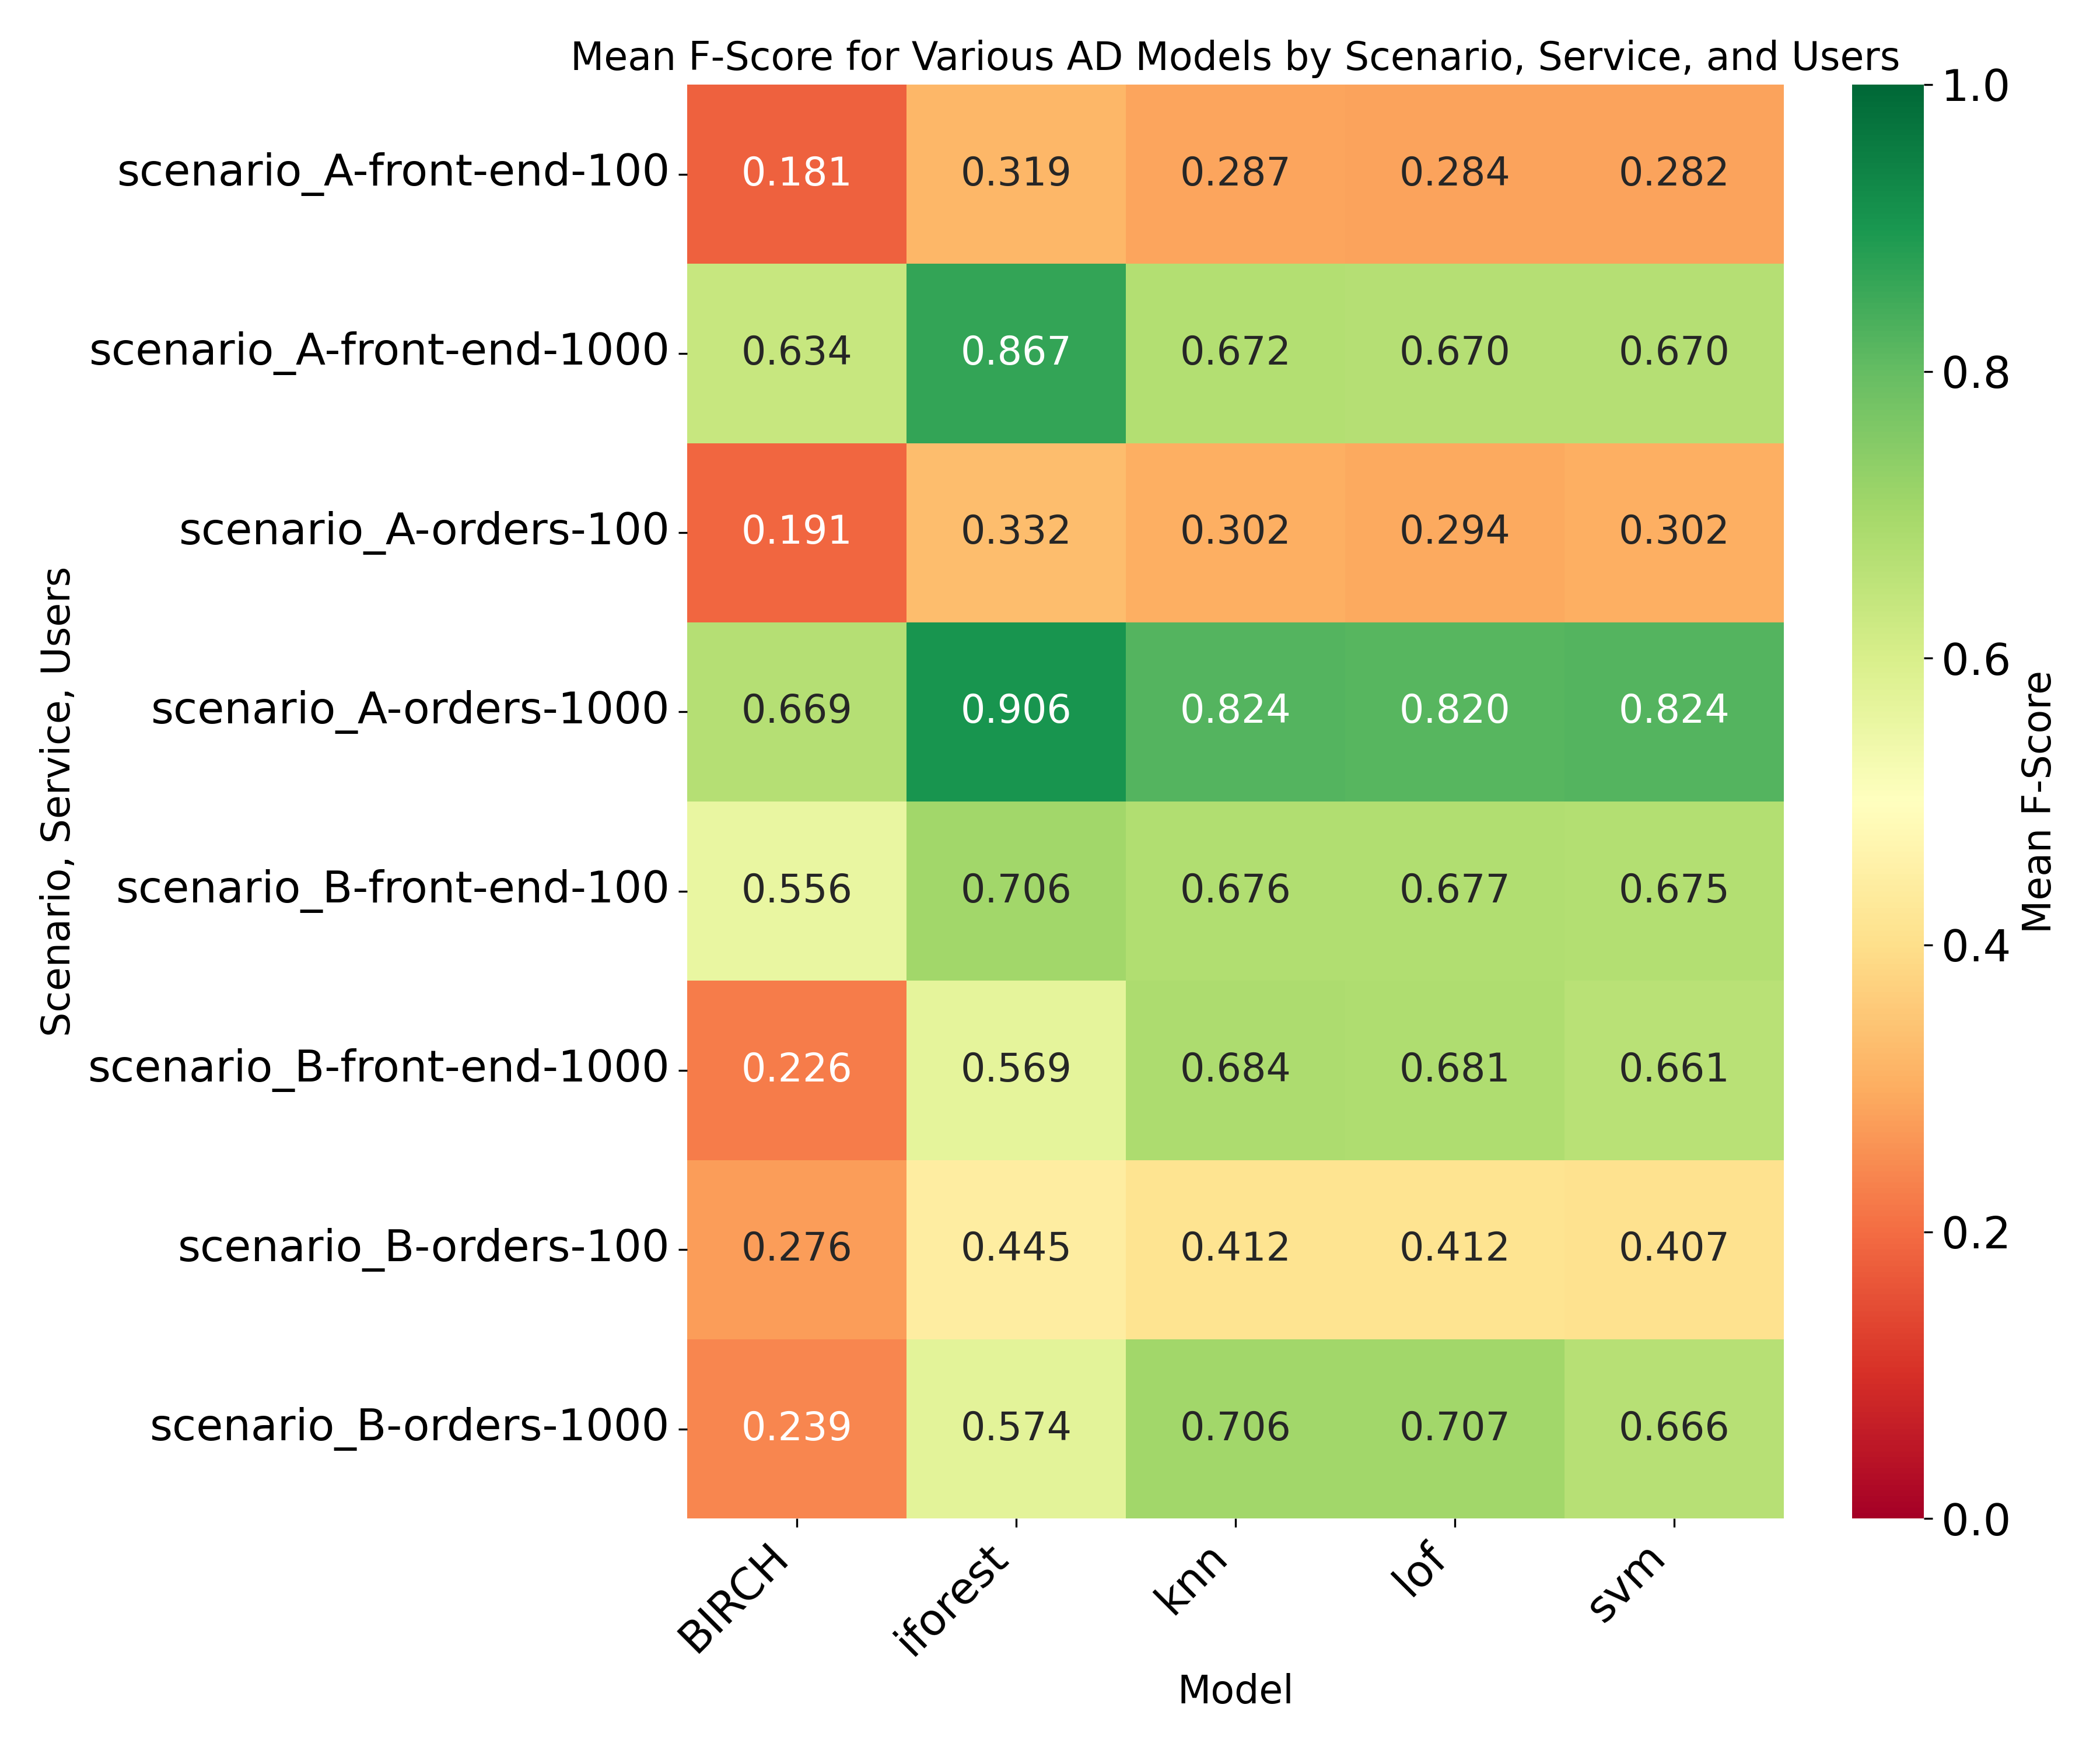 Mean F-Score for Various AD Models by Scenario, Service, and Users
Scenario, Service, Users
scenario_A-front-end-100 0.181 0.319 0.287 0.284 0.282
scenario_A-front-end-1000 0.634 0.867 0.672 0.670 0.670
scenario_A-orders-100 0.191 0.332 0.302 0.294 0.302
scenario_A-orders-1000 0.669 0.906 0.824 0.820 0.824
scenario_B-front-end-100 0.556 0.706 0.676 0.677 0.675
scenario_B-front-end-1000 0.226 0.569 0.684 0.681 0.661
scenario_B-orders-100 0.276 0.445 0.412 0.412 0.407
scenario_B-orders-1000 0.239 0.574 0.706 0.707 0.666
BIRCH iforest knn lof svm
Model
1.0
0.8
0.6
0.4
0.2
0.0
Mean F-Score